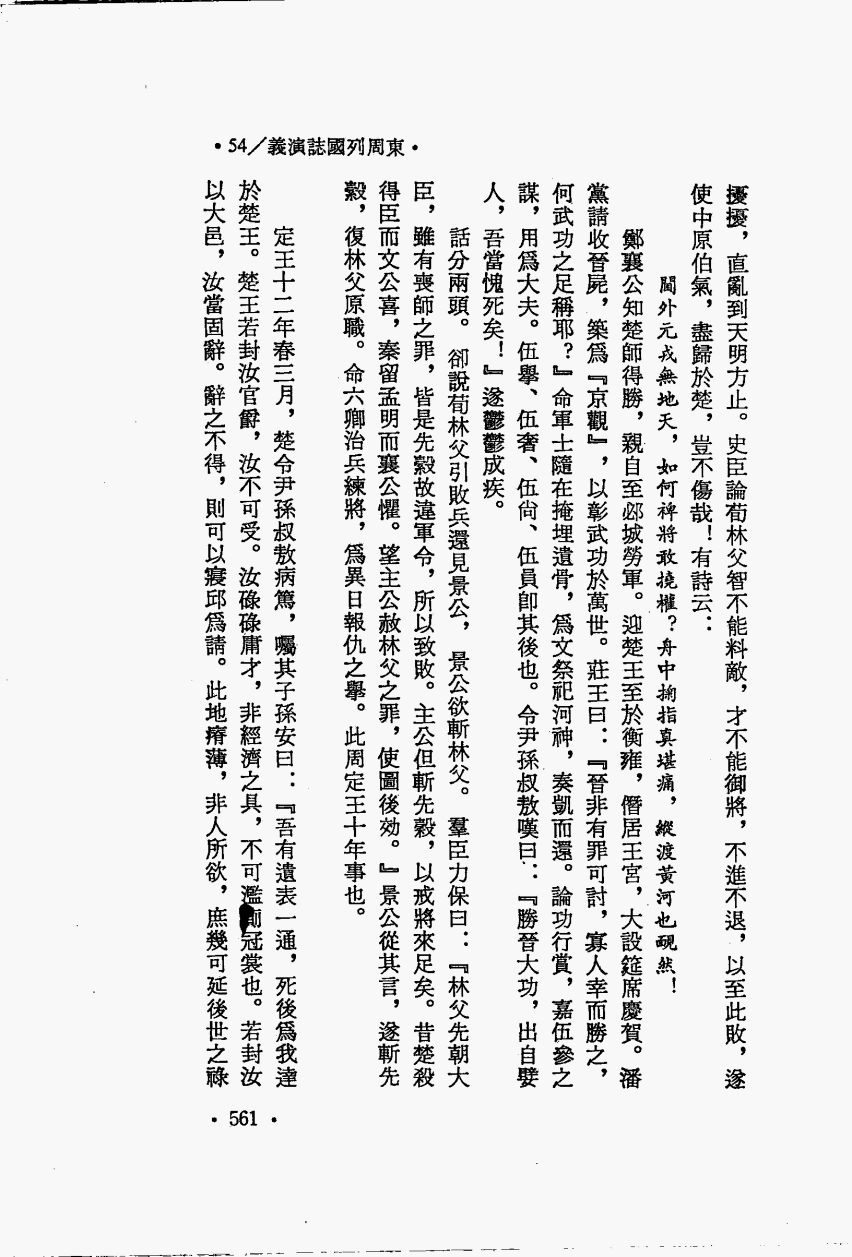 •東周列國誌演義/54•
擾擾，直亂到天明方止。史臣論荀林父智不能料敵，才不能御將，不進不退，以至此敗，遂
使中原伯氣，盡歸於楚，豈不傷哉！有詩云：
閫外元戎無地天，如何裨將敢撓權？舟中掬指真堪痛，縱渡黃河也覥然！
鄭襄公知楚師得勝，親自至邲城勞軍。迎楚王至於衡雍，僭居王宮，大設筵席慶賀。潘
黨請收晉屍，築爲『京觀』，以彰武功於萬世。莊王曰：『晉非有罪可討，寡人幸而勝之，
何武功之足稱耶？』命軍士隨在掩埋遺骨，爲文祭祀河神，奏凱而還。論功行賞，嘉伍參之
謀，用爲大夫。伍舉、伍奢、伍尙、伍員卽其後也。令尹孫叔敖嘆曰：『勝晉大功，出自嬖
人，吾當愧死矣！』遂鬱鬱成疾。
話分兩頭。卻說荀林父引敗兵還見景公，景公欲斬林父。羣臣力保曰：『林父先朝大
臣，雖有喪師之罪，皆是先縠故違軍令，所以致敗。主公但斬先縠，以戒將來足矣。昔楚殺
得臣而文公喜，秦留孟明而襄公懼。望主公赦林父之罪，使圖後効。』景公從其言，遂斬先
縠，復林父原職。命六卿治兵練將，爲異日報仇之舉。此周定王十年事也。
定王十二年春三月，楚令尹孫叔敖病篤，囑其子孫安曰：『吾有遺表一通，死後爲我達
於楚王。楚王若封汝官爵，汝不可受。汝碌碌庸才，非經濟之具，不可濫冠裳也。若封汝
以大邑，汝當固辭。辭之不得，則可以寢邱爲請。此地瘠薄，非人所欲，庶幾可延後世之祿
•561•